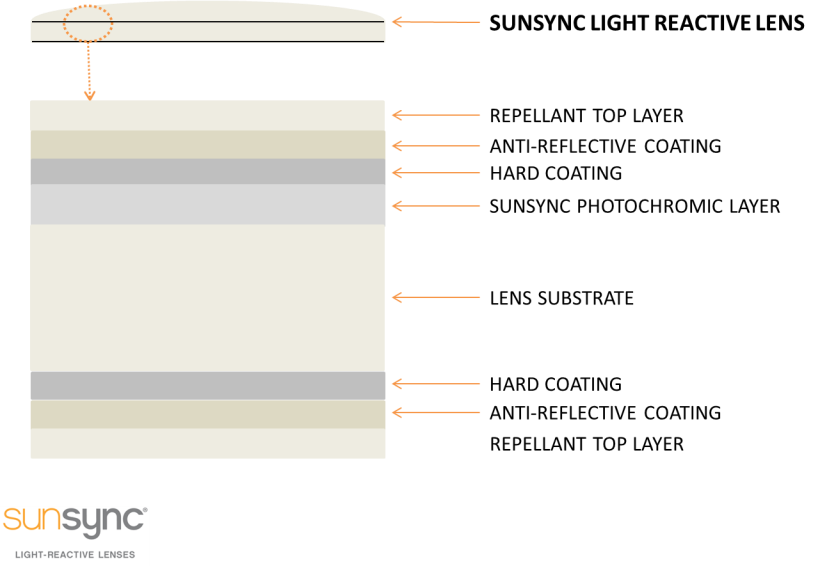 SUNSYNC LIGHT REACTIVE LENS
REPELLANT TOP LAYER
ANTI-REFLECTIVE COATING
HARD COATING
SUNSYNC PHOTOCHROMIC LAYER
LENS SUBSTRATE
HARD COATING
ANTI-REFLECTIVE COATING
REPELLANT TOP LAYER
sunsync®
LIGHT-REACTIVE LENSES